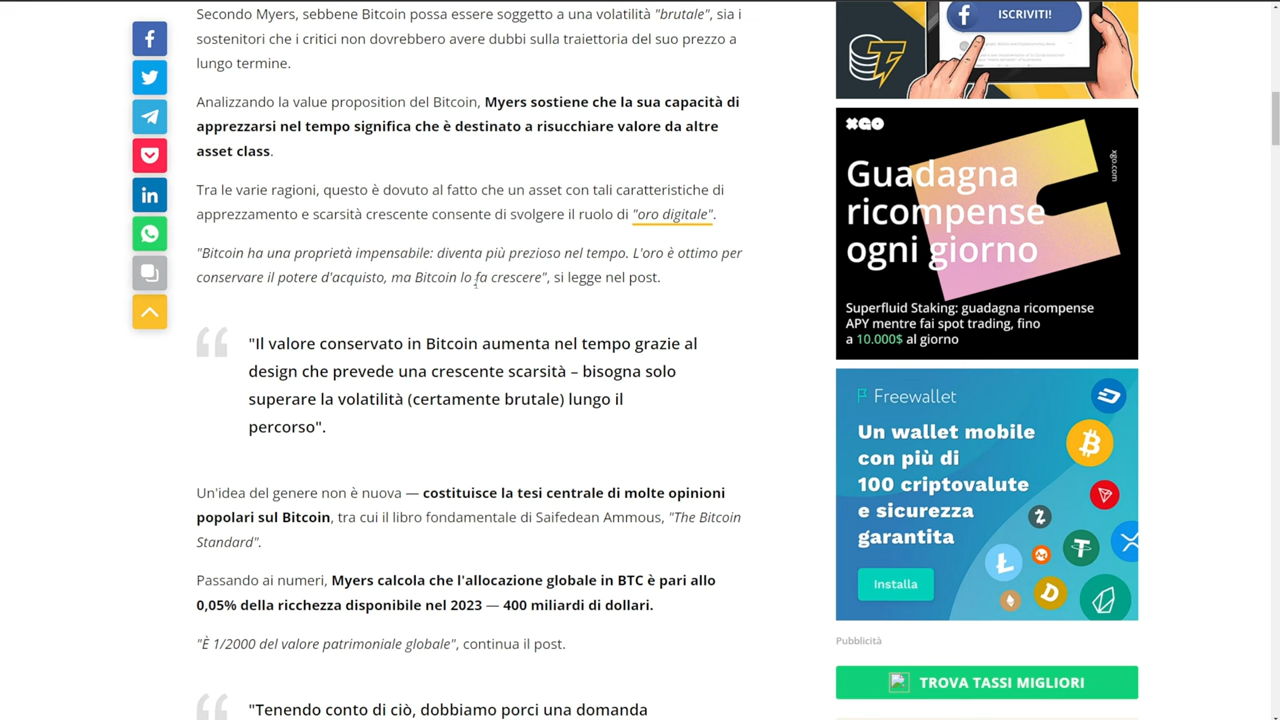 Secondo Myers, sebbene Bitcoin possa essere soggetto a una volatilità "brutale", sia i
sostenitori che i critici non dovrebbero avere dubbi sulla traiettoria del suo prezzo a
lungo termine.
Analizzando la value proposition del Bitcoin, Myers sostiene che la sua capacità di
apprezzarsi nel tempo significa che è destinato a risucchiare valore da altre
asset class.
Tra le varie ragioni, questo è dovuto al fatto che un asset con tali caratteristiche di
apprezzamento e scarsità crescente consente di svolgere il ruolo di "oro digitale".
"Bitcoin ha una proprietà impensabile: diventa più prezioso nel tempo. L'oro è ottimo per
conservare il potere d'acquisto, ma Bitcoin lo fa crescere", si legge nel post.
"Il valore conservato in Bitcoin aumenta nel tempo grazie al
design che prevede una crescente scarsità – bisogna solo
superare la volatilità (certamente brutale) lungo il
percorso".
Un'idea del genere non è nuova — costituisce la tesi centrale di molte opinioni
popolari sul Bitcoin, tra cui il libro fondamentale di Saifedean Ammous, "The Bitcoin
Standard".
Passando ai numeri, Myers calcola che l'allocazione globale in BTC è pari allo
0,05% della ricchezza disponibile nel 2023 — 400 miliardi di dollari.
"È 1/2000 del valore patrimoniale globale", continua il post.
"Tenendo conto di ciò, dobbiamo porci una domanda
ISCRIVITI!
XGO
xgo.com
Guadagna
ricompense
ogni giorno
Superfluid Staking: guadagna ricompense
APY mentre fai spot trading, fino
a 10.000$ al giorno
Freewallet
Un wallet mobile
con più di
100 criptovalute
e sicurezza
garantita
Installa
Pubblicità
TROVA TASSI MIGLIORI